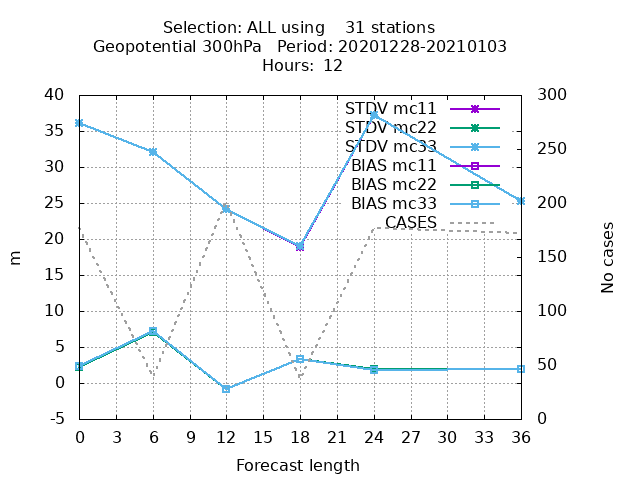 Selection: ALL using    31 stations
Geopotential 300hPa   Period: 20201228-20210103
Hours:  12
40
35
30
25
20
15
10
5
0
-5
300
250
200
150
100
50
0
m
No cases
STDV mc11
STDV mc22
STDV mc33
BIAS mc11
BIAS mc22
BIAS mc33
CASES
0 3 6 9 12 15 18 21 24 27 30 33 36
Forecast length